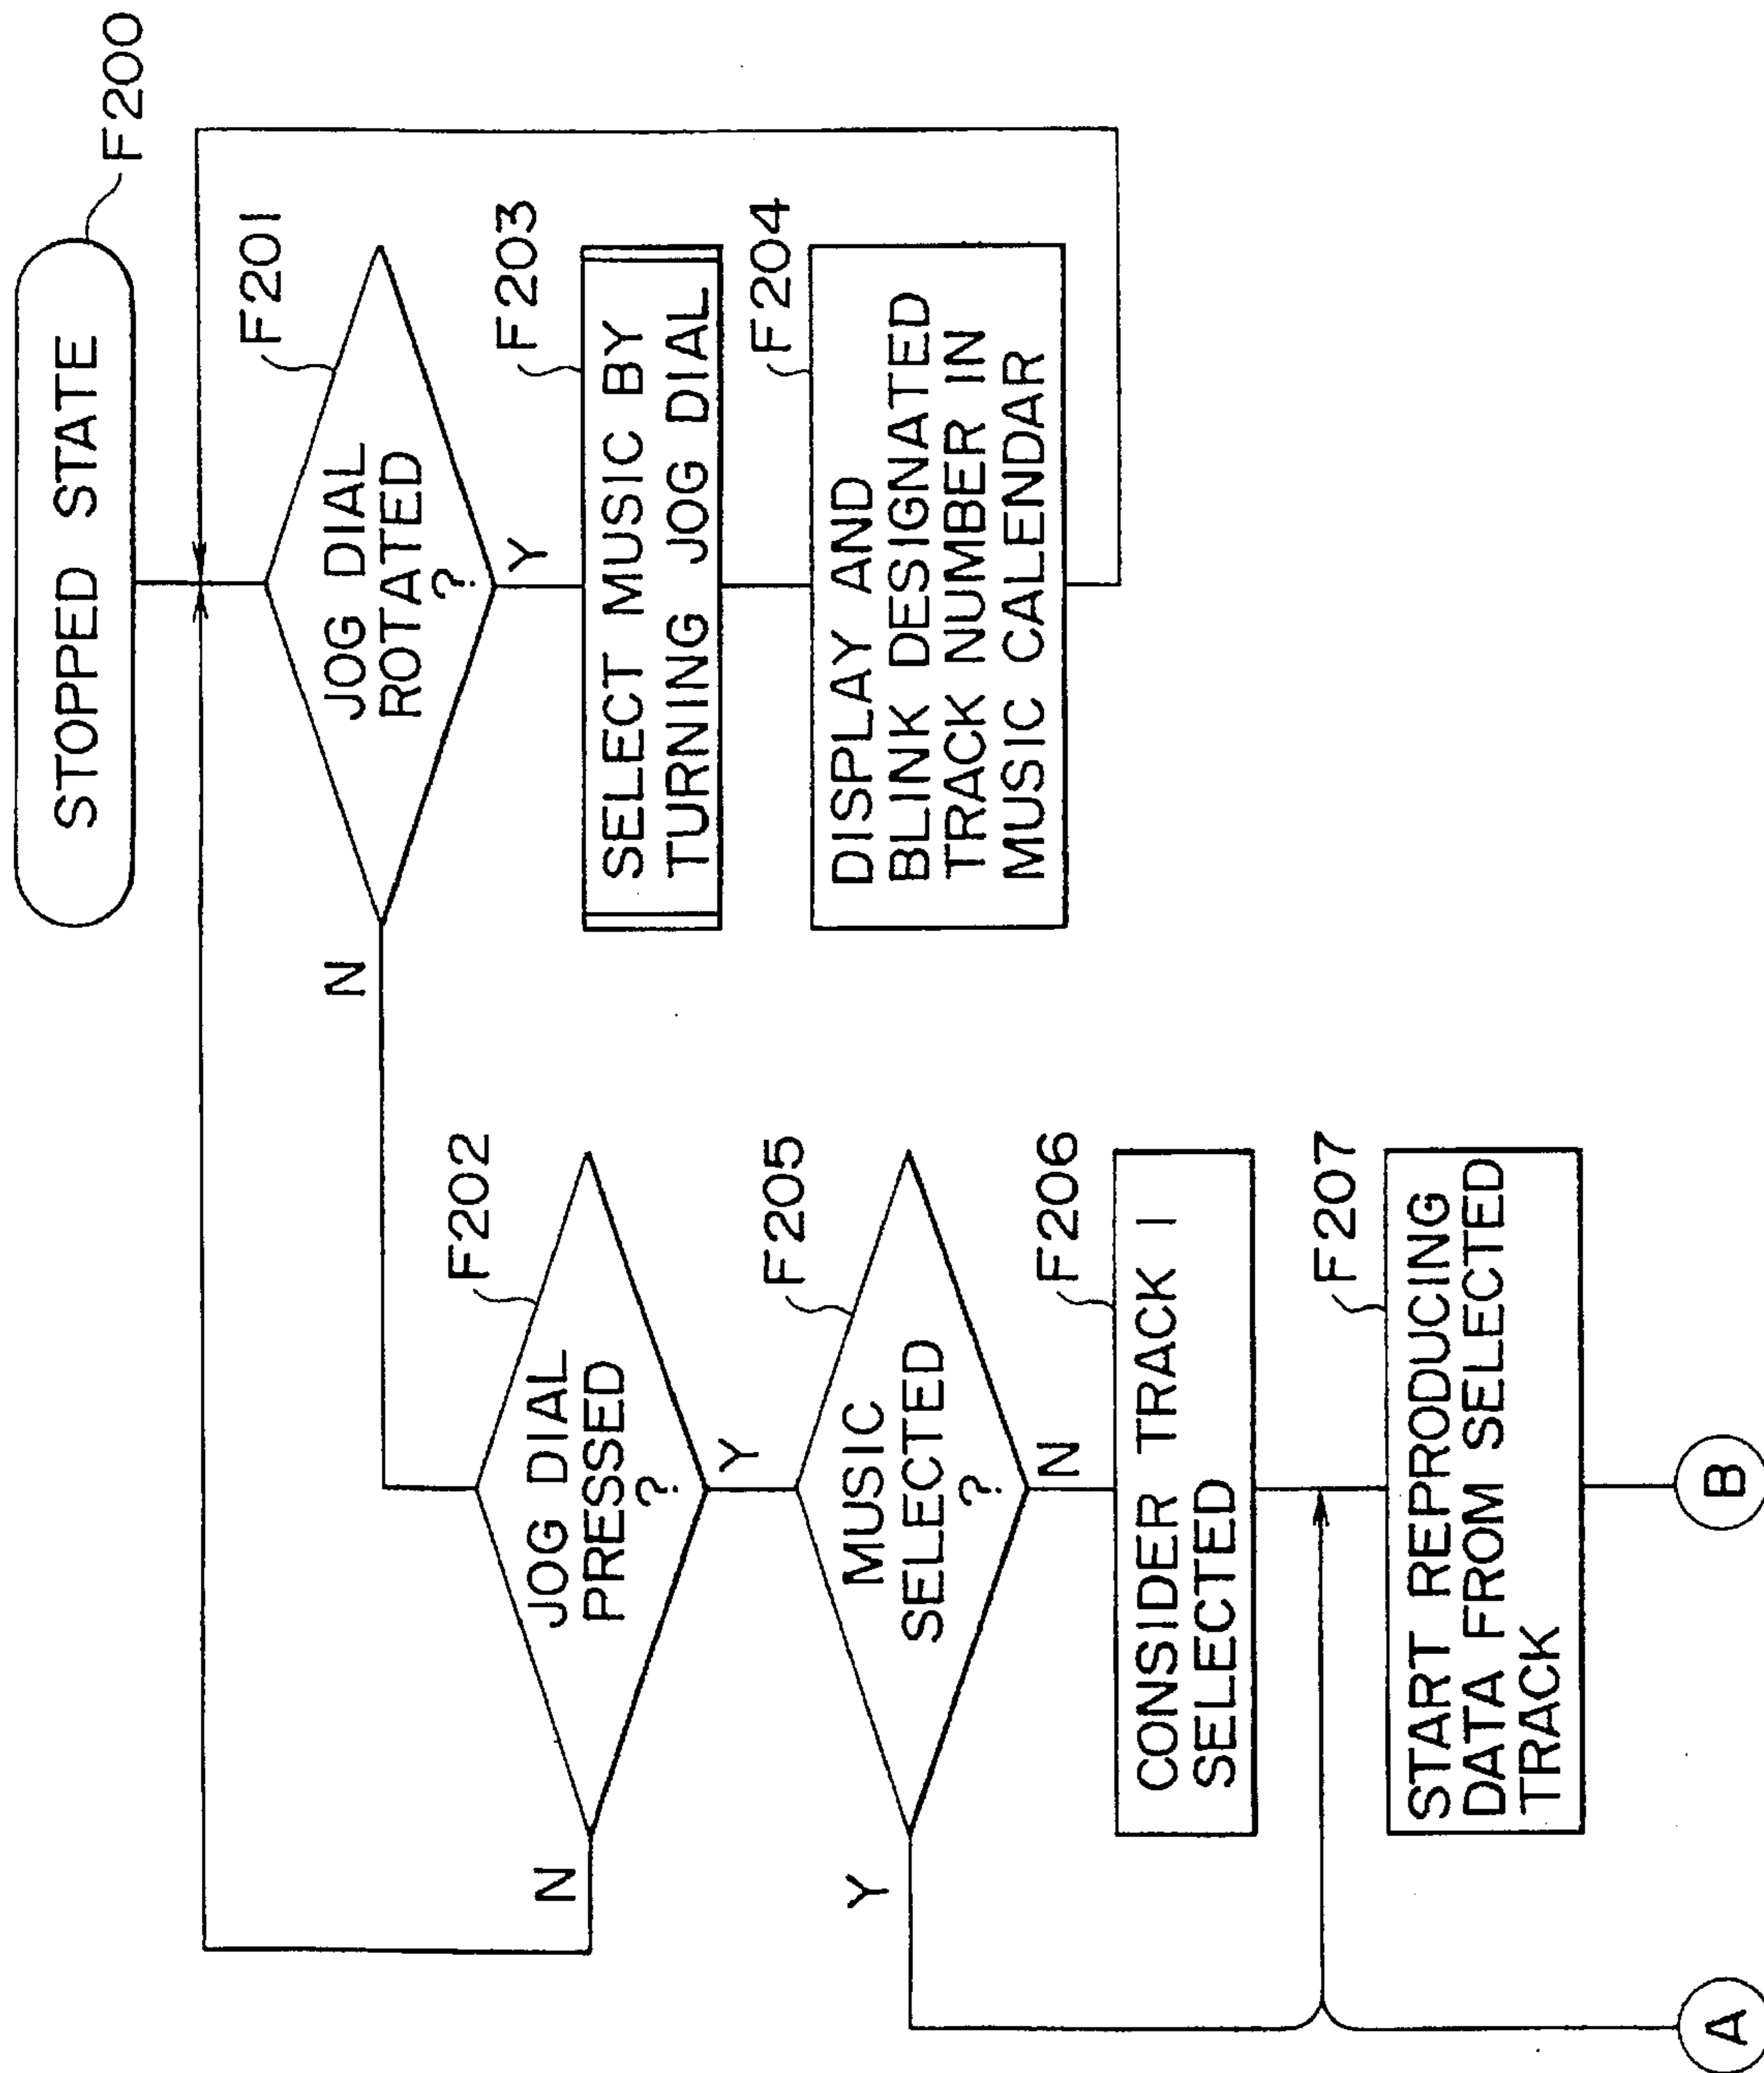 STOPPED STATE
F200
F201
JOG DIAL
ROTATED
?
N
Y
F203
SELECT MUSIC BY
TURNING JOG DIAL
F204
DISPLAY AND
BLINK DESIGNATED
TRACK NUMBER IN
MUSIC CALENDAR
F202
JOG DIAL
PRESSED
?
N
Y
F205
MUSIC
SELECTED
?
Y
N
F206
CONSIDER TRACK 1
SELECTED
F207
START REPRODUCING
DATA FROM SELECTED
TRACK
A
B